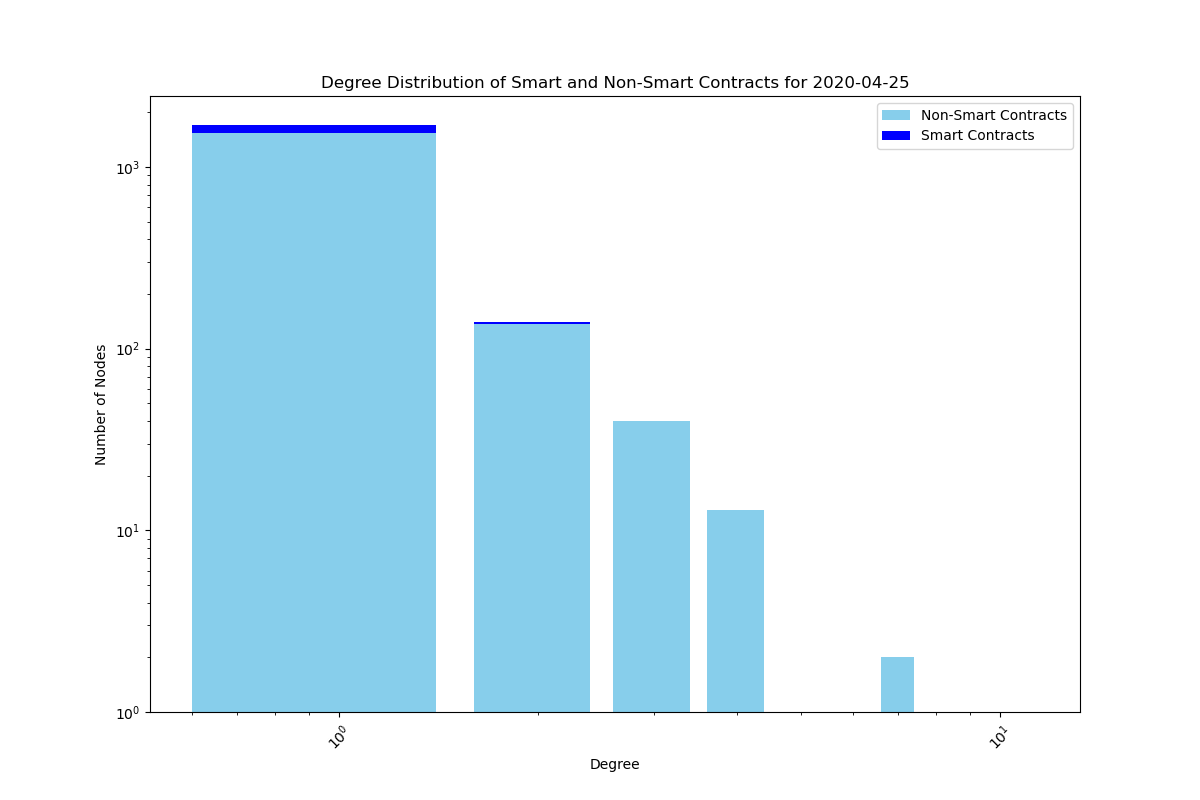 Degree Distribution of Smart and Non-Smart Contracts for 2020-04-25
Non-Smart Contracts
Smart Contracts
Number of Nodes
10³
10²
10¹
10⁰
10⁰
10¹
Degree